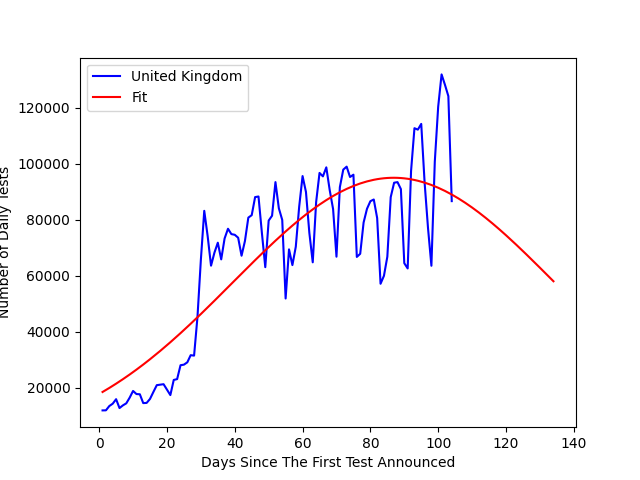 United Kingdom
Fit
120000
100000
80000
60000
40000
20000
0 20 40 60 80 100 120 140
Number of Daily Tests
Days Since The First Test Announced